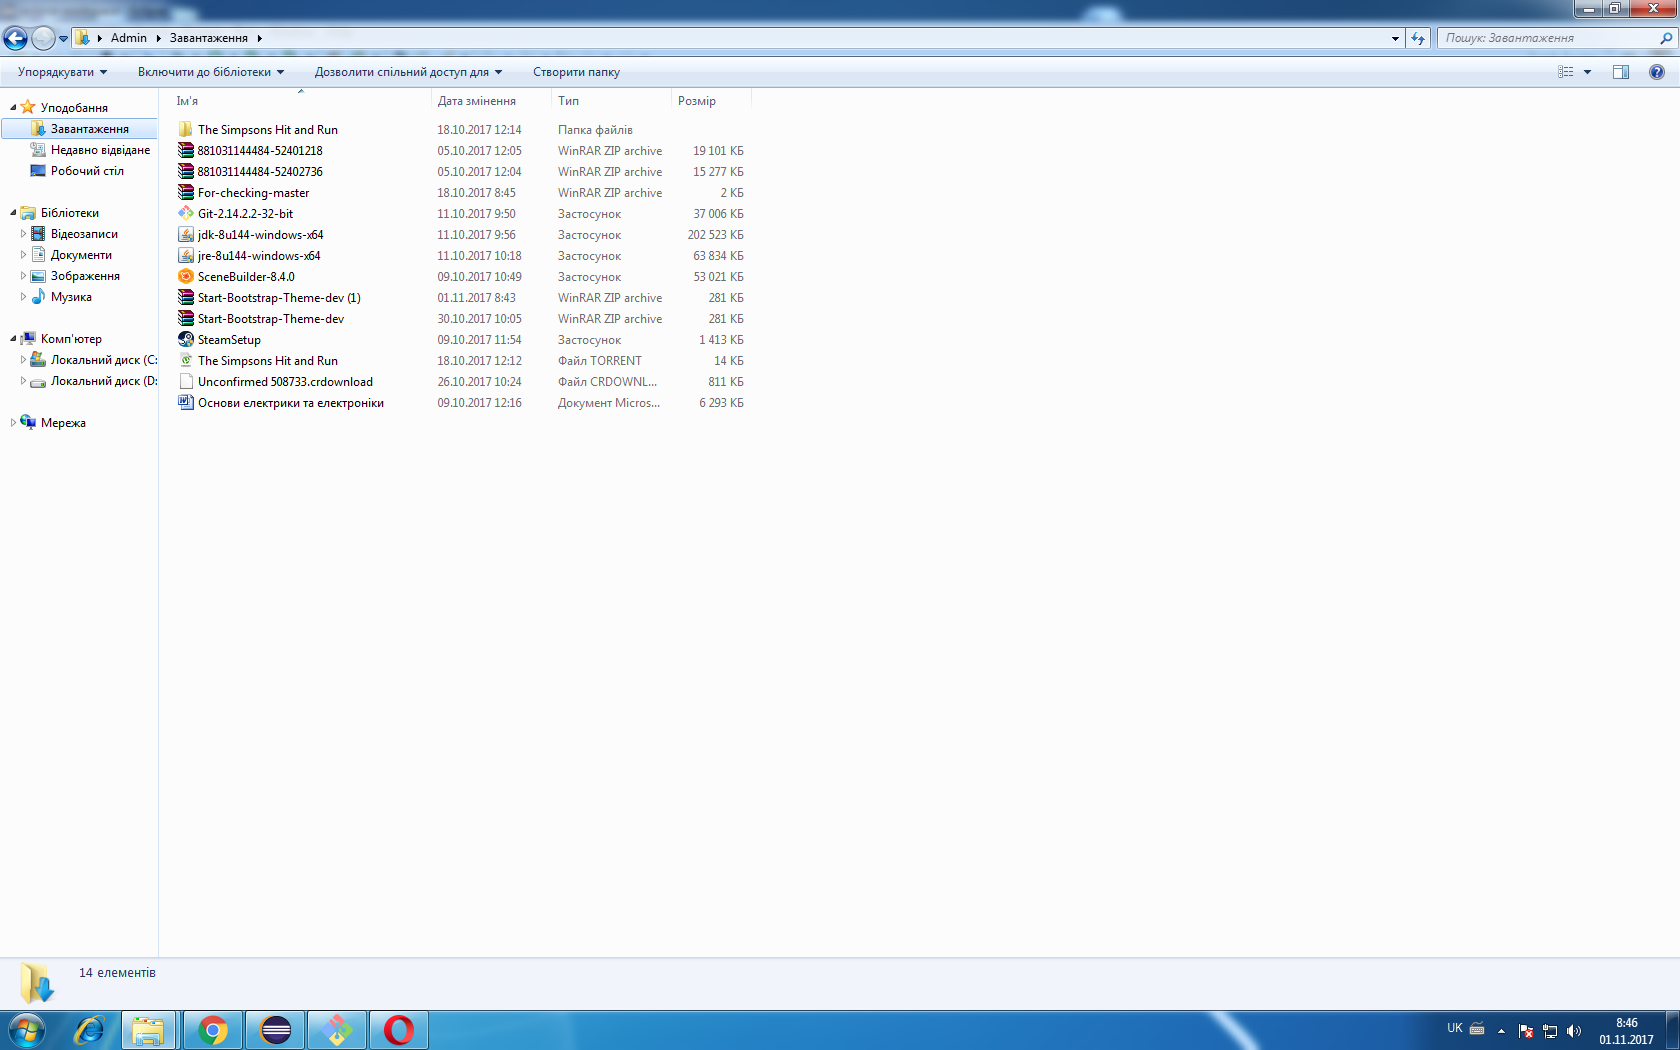 Admin Завантаження
Пошук: Завантаження
Упорядкувати Включити до бібліотеки Дозволити спільний доступ для Створити папку
Уподобання
Завантаження
Недавно відвідане
Робочий стіл
Бібліотеки
Відеозаписи
Документи
Зображення
Музика
Комп'ютер
Локальний диск (C:
Локальний диск (D:
Мережа
Ім'я Дата змінення Тип Розмір
The Simpsons Hit and Run 18.10.2017 12:14 Папка файлів
881031144484-52401218 05.10.2017 12:05 WinRAR ZIP archive 19 101 КБ
881031144484-52402736 05.10.2017 12:04 WinRAR ZIP archive 15 277 КБ
For-checking-master 18.10.2017 8:45 WinRAR ZIP archive 2 КБ
Git-2.14.2.2-32-bit 11.10.2017 9:50 Застосунок 37 006 КБ
jdk-8u144-windows-x64 11.10.2017 9:56 Застосунок 202 523 КБ
jre-8u144-windows-x64 11.10.2017 10:18 Застосунок 63 834 КБ
SceneBuilder-8.4.0 09.10.2017 10:49 Застосунок 53 021 КБ
Start-Bootstrap-Theme-dev (1) 01.11.2017 8:43 WinRAR ZIP archive 281 КБ
Start-Bootstrap-Theme-dev 30.10.2017 10:05 WinRAR ZIP archive 281 КБ
SteamSetup 09.10.2017 11:54 Застосунок 1 413 КБ
The Simpsons Hit and Run 18.10.2017 12:12 Файл TORRENT 14 КБ
Unconfirmed 508733.crdownload 26.10.2017 10:24 Файл CRDOWNL... 811 КБ
Основи електрики та електроніки 09.10.2017 12:16 Документ Micros... 6 293 КБ
14 елементів
UK
8:46
01.11.2017